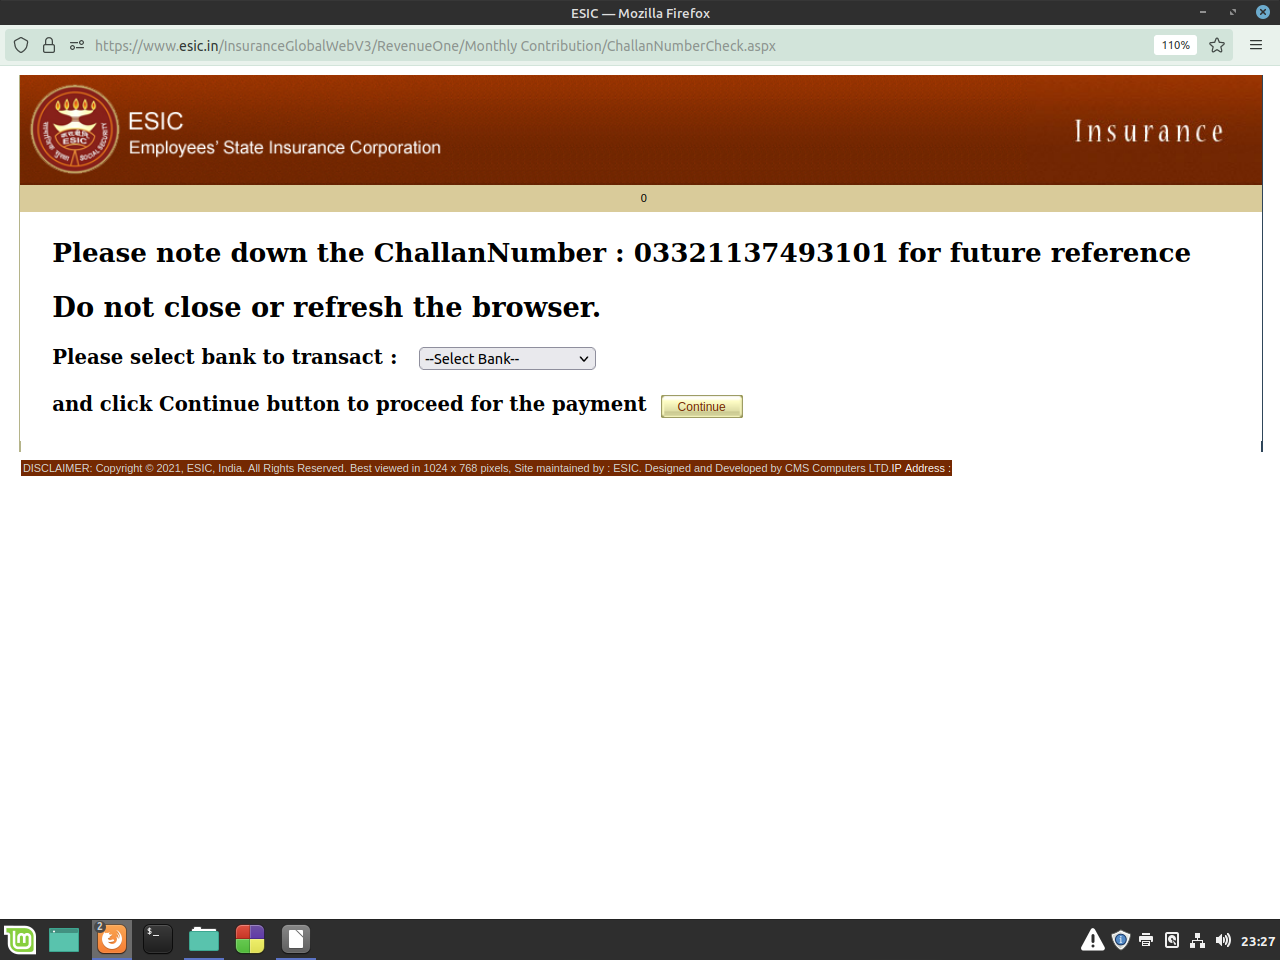 ESIC — Mozilla Firefox
https://www.esic.in/InsuranceGlobalWebV3/RevenueOne/Monthly Contribution/ChallanNumberCheck.aspx
110%
ESIC
Employees' State Insurance Corporation
Insurance
0
Please note down the ChallanNumber : 03321137493101 for future reference
Do not close or refresh the browser.
Please select bank to transact :
--Select Bank--
and click Continue button to proceed for the payment
Continue
DISCLAIMER: Copyright © 2021, ESIC, India. All Rights Reserved. Best viewed in 1024 x 768 pixels, Site maintained by : ESIC. Designed and Developed by CMS Computers LTD.IP Address :
2
$_
23:27